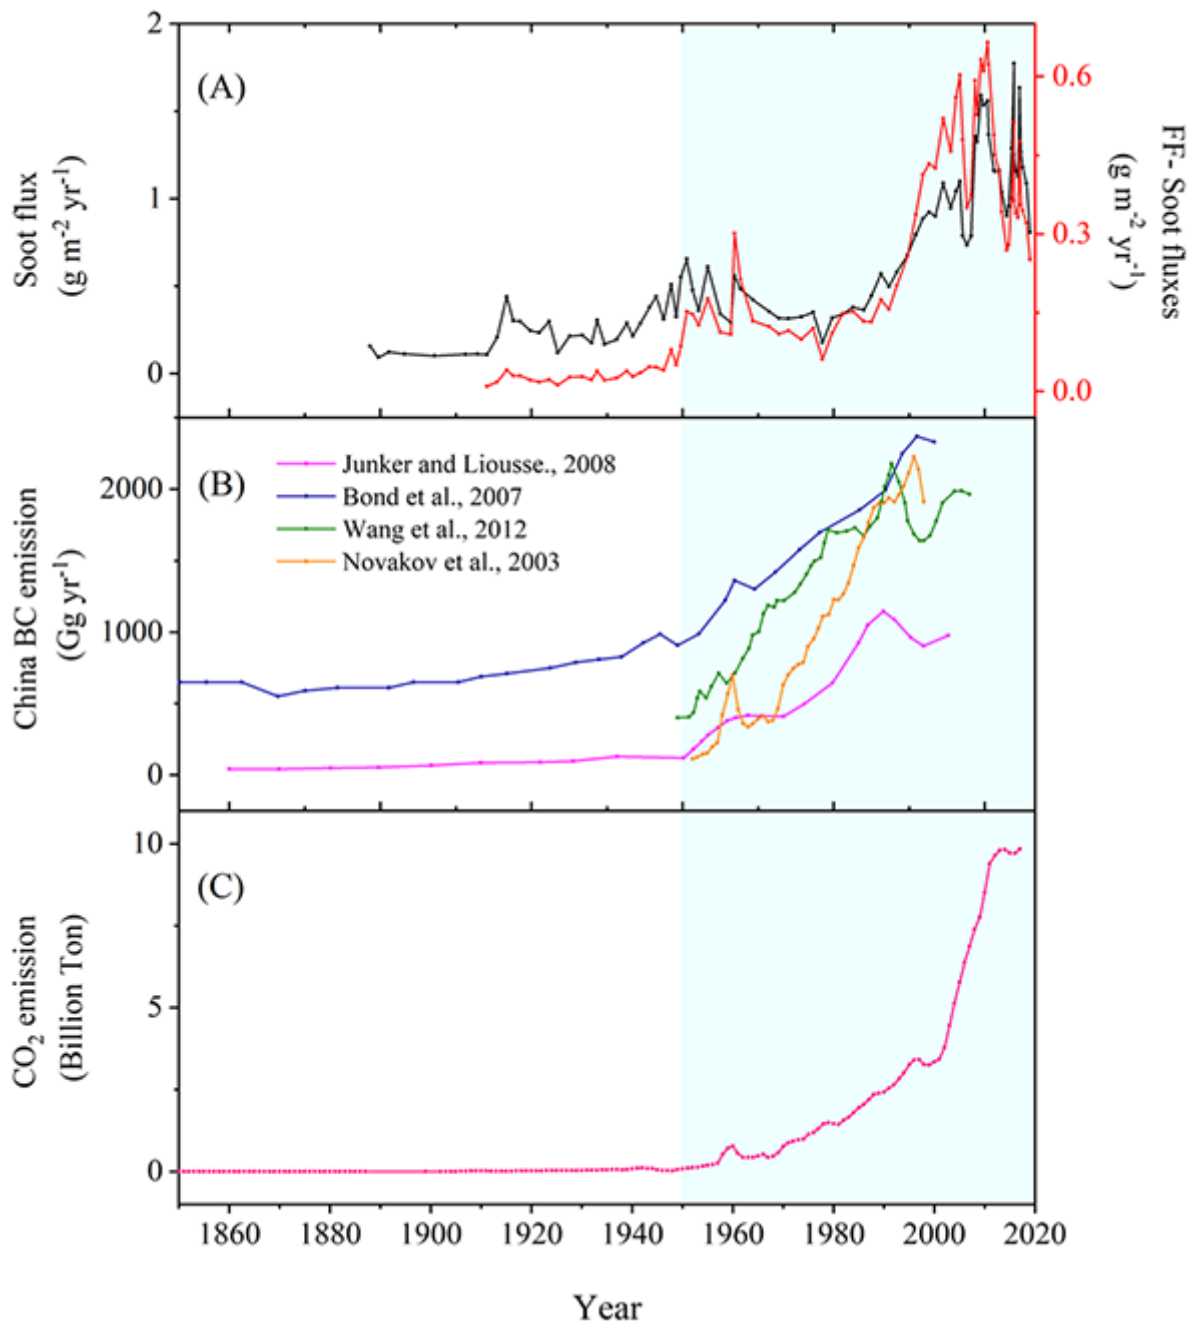 2
1
0
Soot flux
(g m-2 yr-1)
(A)
0.6
0.3
0.0
FF- Soot fluxes
(g m-2 yr-1)
(B)
Junker and Liousse., 2008
Bond et al., 2007
Wang et al., 2012
Novakov et al., 2003
2000
1000
0
China BC emission
(Gg yr-1)
(C)
10
5
0
CO2 emission
(Billion Ton)
1860 1880 1900 1920 1940 1960 1980 2000 2020
Year